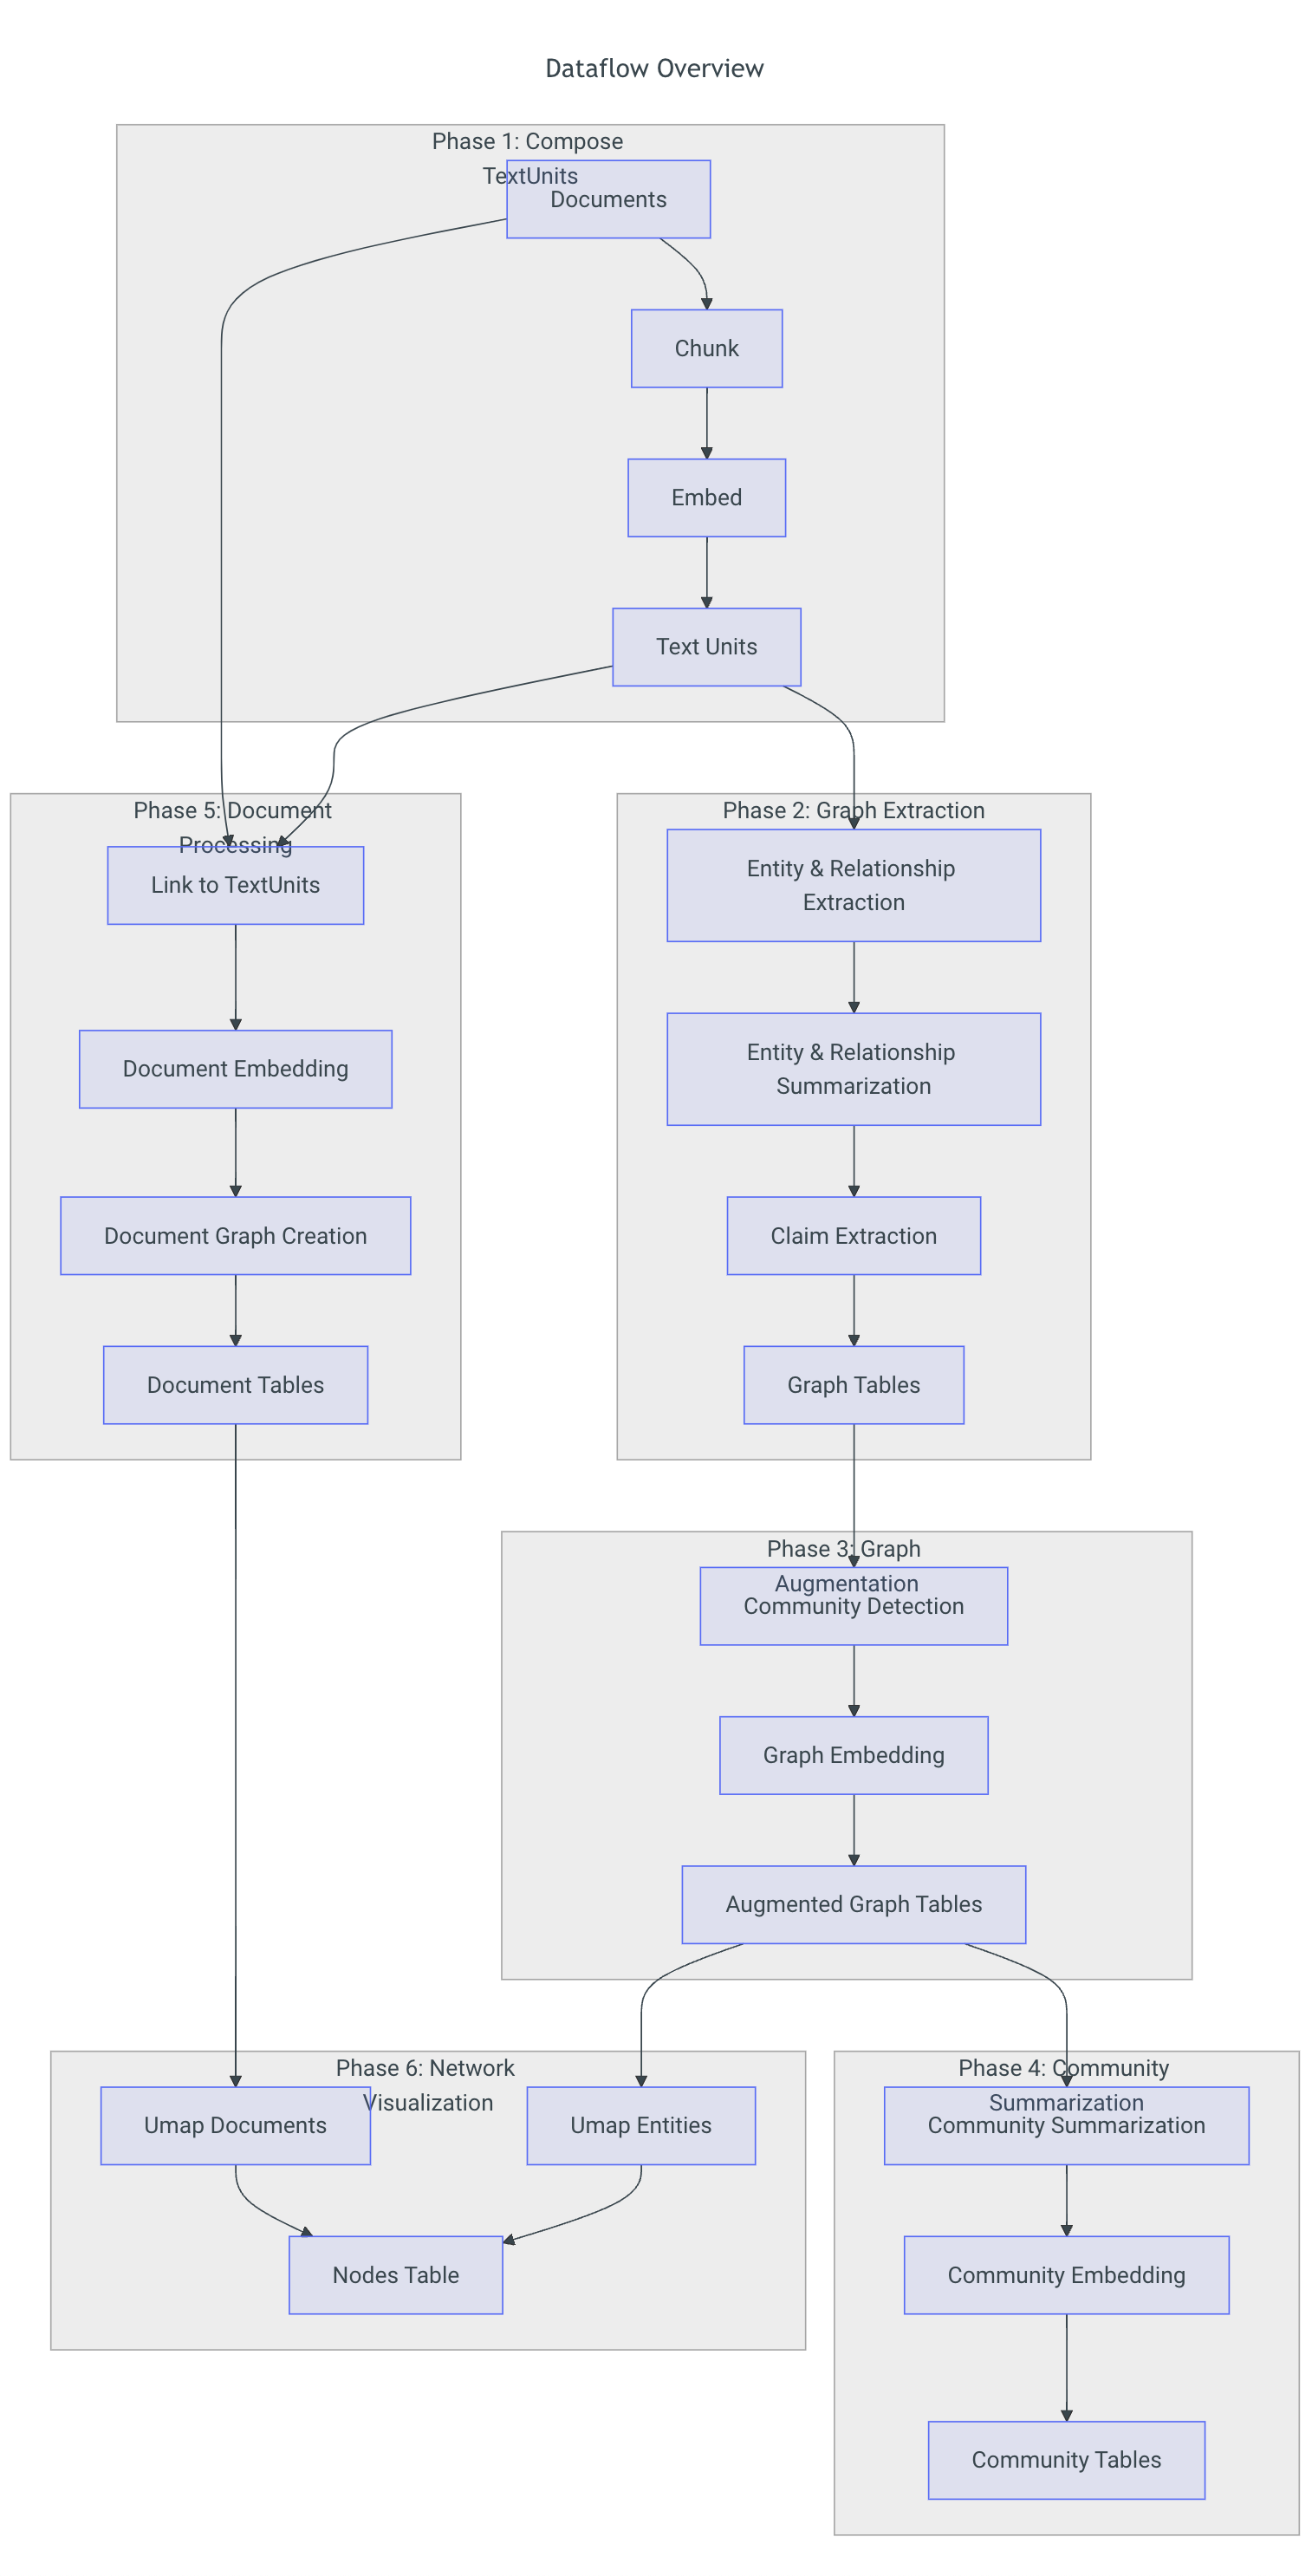 Dataflow Overview
Phase 1: Compose
TextUnits
Documents
Chunk
Embed
Text Units
Phase 5: Document
Processing
Link to TextUnits
Document Embedding
Document Graph Creation
Document Tables
Phase 2: Graph Extraction
Entity & Relationship
Extraction
Entity & Relationship
Summarization
Claim Extraction
Graph Tables
Phase 3: Graph
Augmentation
Community Detection
Graph Embedding
Augmented Graph Tables
Phase 6: Network
Visualization
Umap Documents
Umap Entities
Nodes Table
Phase 4: Community
Summarization
Community Summarization
Community Embedding
Community Tables